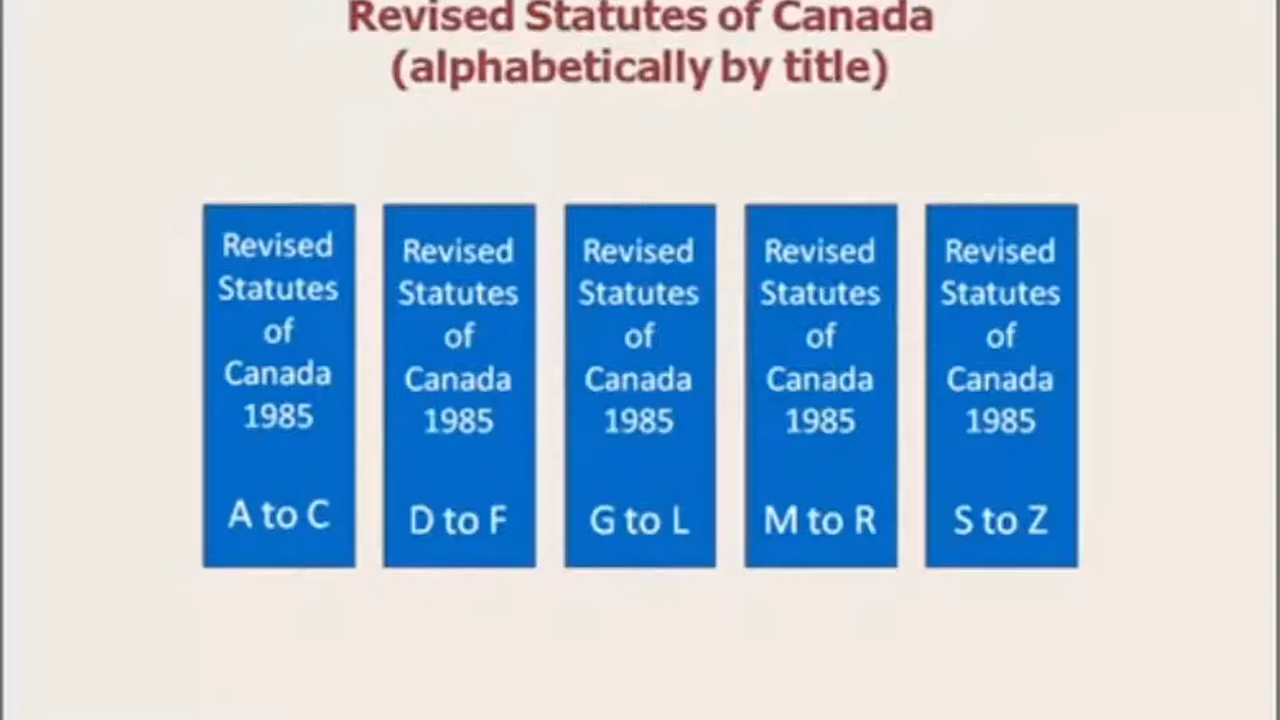 Revised Statutes of Canada
(alphabetically by title)
Revised
Statutes
of
Canada
1985
A to C
Revised
Statutes
of
Canada
1985
D to F
Revised
Statutes
of
Canada
1985
G to L
Revised
Statutes
of
Canada
1985
M to R
Revised
Statutes
of
Canada
1985
S to Z